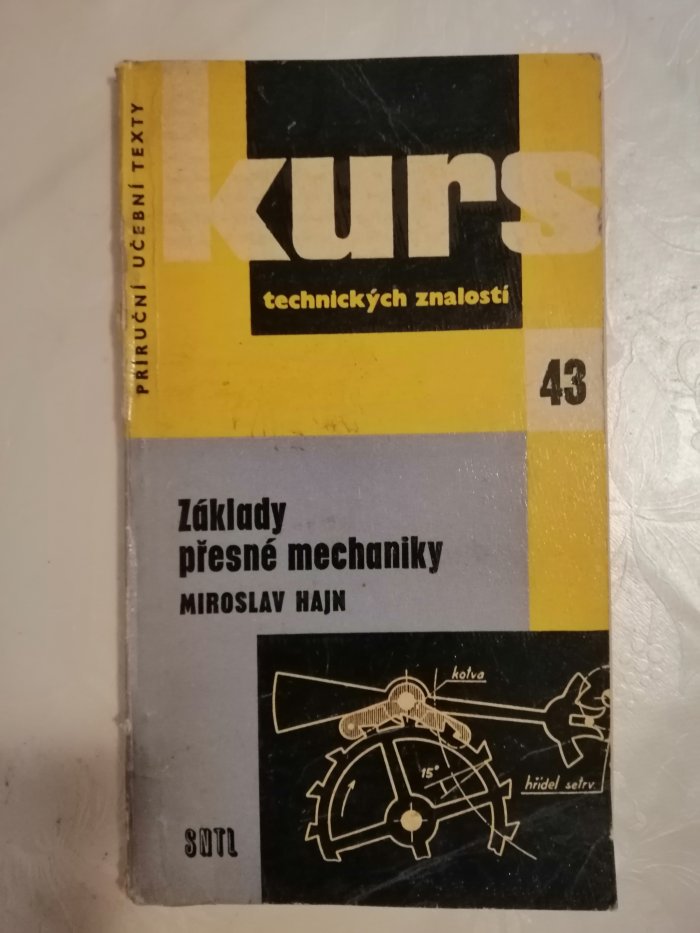 PŘÍRUČNÍ UČEBNÍ TEXTY
kurs
technických znalostí
43
Základy
přesné mechaniky
MIROSLAV HAJN
kotva
15°
hřídel setrv.
SNTL